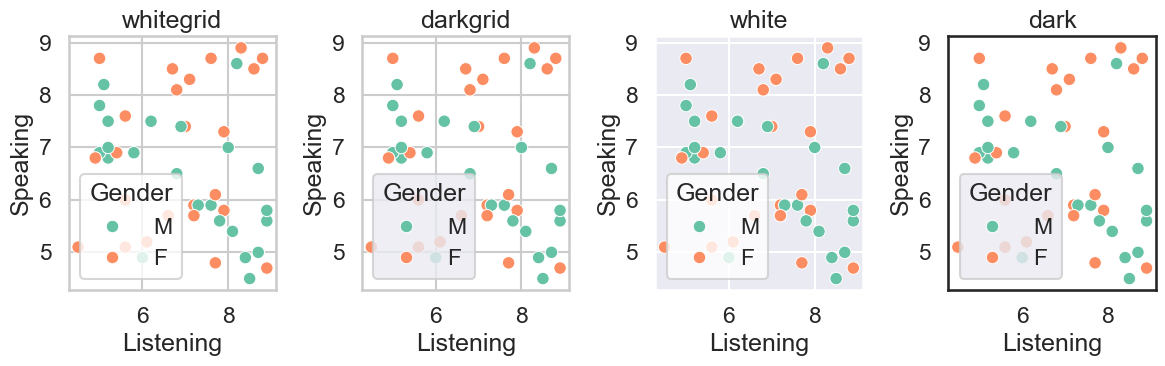 whitegrid
9
8
7
6
5
Speaking
Gender
M
F
6 8
Listening
darkgrid
9
8
7
6
5
Speaking
Gender
M
F
6 8
Listening
white
9
8
7
6
5
Speaking
Gender
M
F
6 8
Listening
dark
9
8
7
6
5
Speaking
Gender
M
F
6 8
Listening